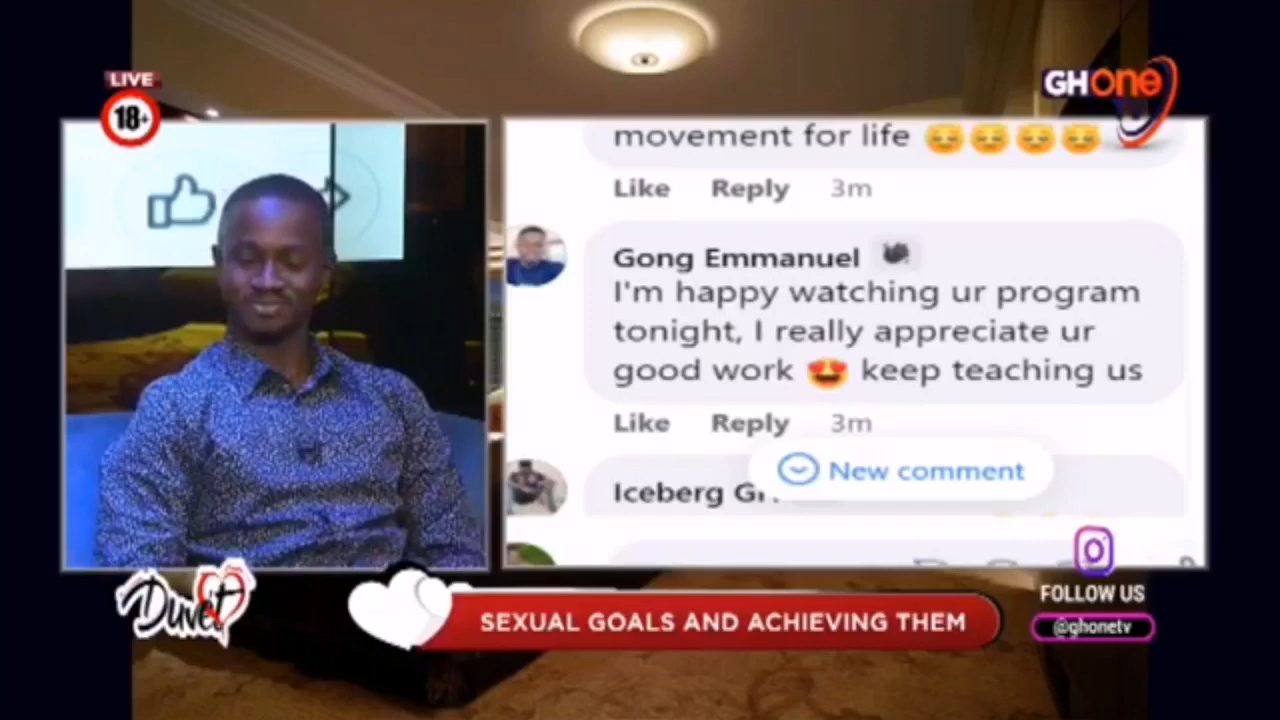 LIVE
18+
GHOne
movement for life 😌😌😌😌
Like Reply 3m
Gong Emmanuel
I'm happy watching ur program
tonight, I really appreciate ur
good work 😍 keep teaching us
Like Reply 3m
New comment
Iceberg
Duvet
SEXUAL GOALS AND ACHIEVING THEM
FOLLOW US
@ghonetv